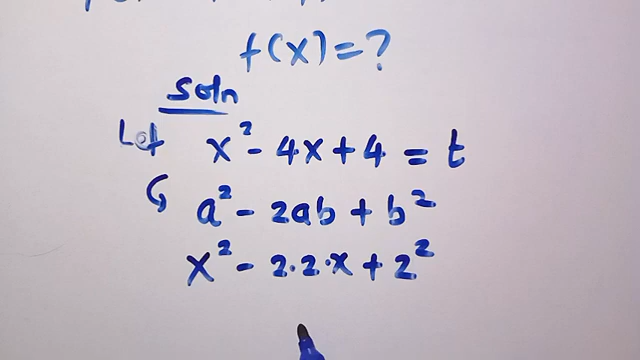 f(x)=?
Soln
Let x²- 4x+4 = t
a²- 2ab + b²
x²- 2·2·x + 2²